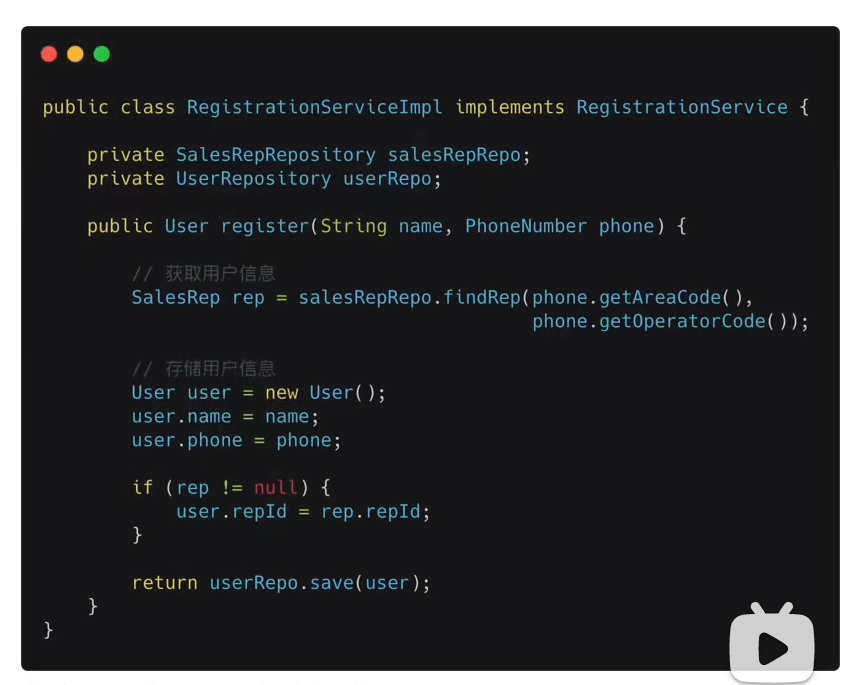 public class RegistrationServiceImpl implements RegistrationService {
private SalesRepRepository salesRepRepo;
private UserRepository userRepo;
public User register(String name, PhoneNumber phone) {
// 获取用户信息
SalesRep rep = salesRepRepo.findRep(phone.getAreaCode(),
phone.getOperatorCode());
// 存储用户信息
User user = new User();
user.name = name;
user.phone = phone;
if (rep != null) {
user.repId = rep.repId;
}
return userRepo.save(user);
}
}